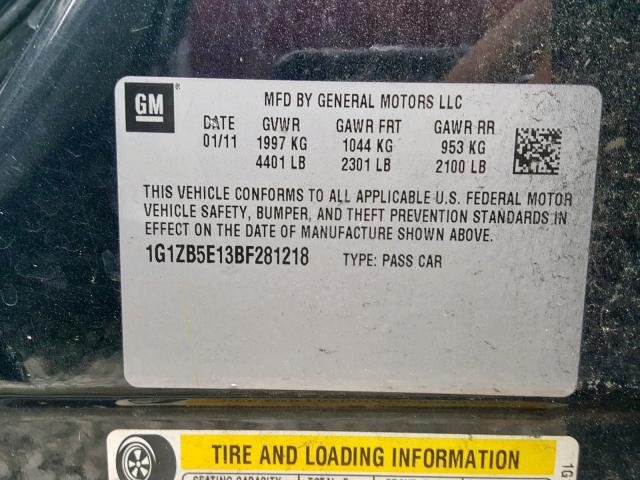 GM
MFD BY GENERAL MOTORS LLC
DATE GVWR GAWR FRT GAWR RR
01/11 1997 KG 1044 KG 953 KG
4401 LB 2301 LB 2100 LB
THIS VEHICLE CONFORMS TO ALL APPLICABLE U.S. FEDERAL MOTOR
VEHICLE SAFETY, BUMPER, AND THEFT PREVENTION STANDARDS IN
EFFECT ON THE DATE OF MANUFACTURE SHOWN ABOVE.
1G1ZB5E13BF281218 TYPE: PASS CAR
TIRE AND LOADING INFORMATION
SEATING CAPACITY
1G